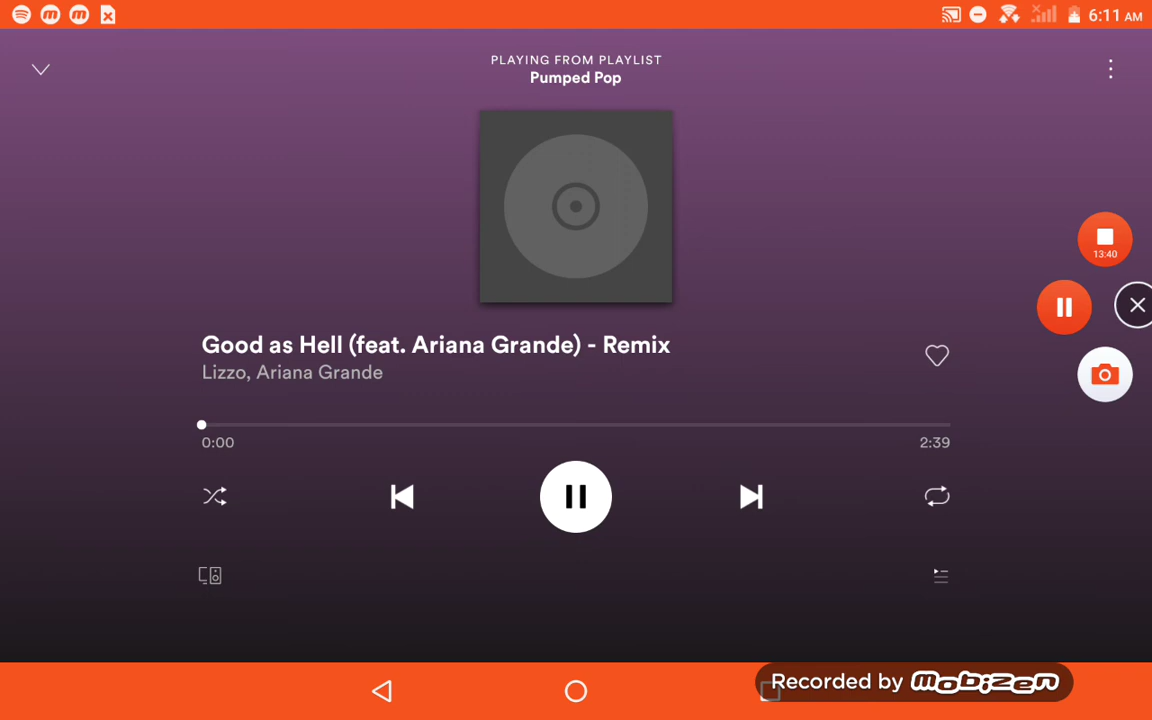 6:11 AM
PLAYING FROM PLAYLIST
Pumped Pop
13:40
Good as Hell (feat. Ariana Grande) - Remix
Lizzo, Ariana Grande
0:00
2:39
Recorded by mobizen